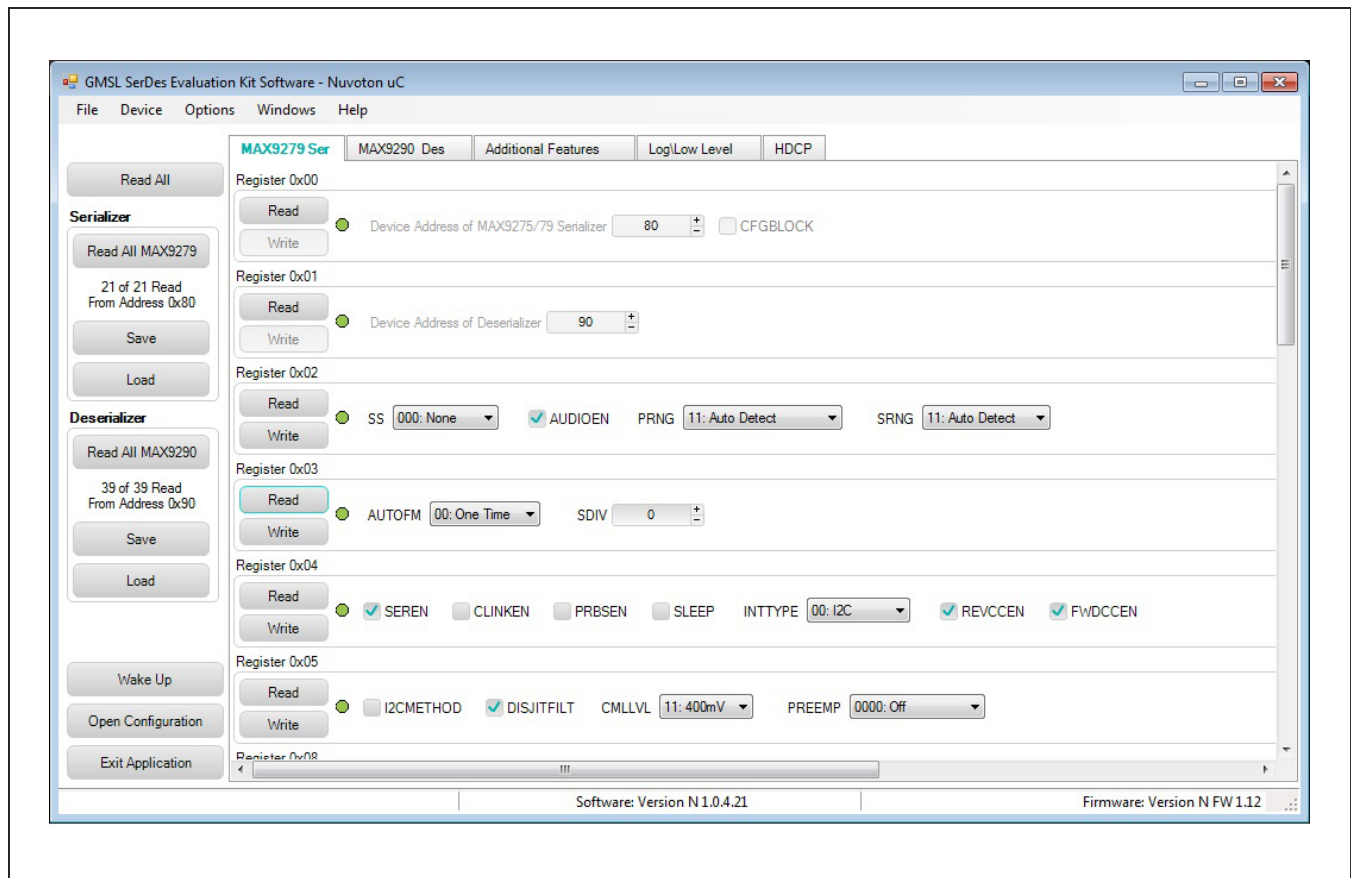 GMSL SerDes Evaluation Kit Software - Nuvoton uC
File Device Options Windows Help
MAX9279 Ser MAX9290 Des Additional Features Log\Low Level HDCP
Read All
Serializer
Read All MAX9279
21 of 21 Read
From Address 0x80
Save
Load
Deserializer
Read All MAX9290
39 of 39 Read
From Address 0x90
Save
Load
Wake Up
Open Configuration
Exit Application
Register 0x00
Read
Write
Device Address of MAX9275/79 Serializer 80 + - CFGBLOCK
Register 0x01
Read
Write
Device Address of Deserializer 90 + -
Register 0x02
Read
Write
SS 000: None AUDIOEN PRNG 11: Auto Detect SRNG 11: Auto Detect
Register 0x03
Read
Write
AUTOFM 00: One Time SDIV 0 + -
Register 0x04
Read
Write
SEREN CLINKEN PRBSEN SLEEP INTTYPE 00: I2C REVCCEN FWDCCEN
Register 0x05
Read
Write
I2CMETHOD DISJITFILT CMLLVL 11: 400mV PREEMP 0000: Off
Register 0x08
Software: Version N 1.0.4.21 Firmware: Version N FW 1.12